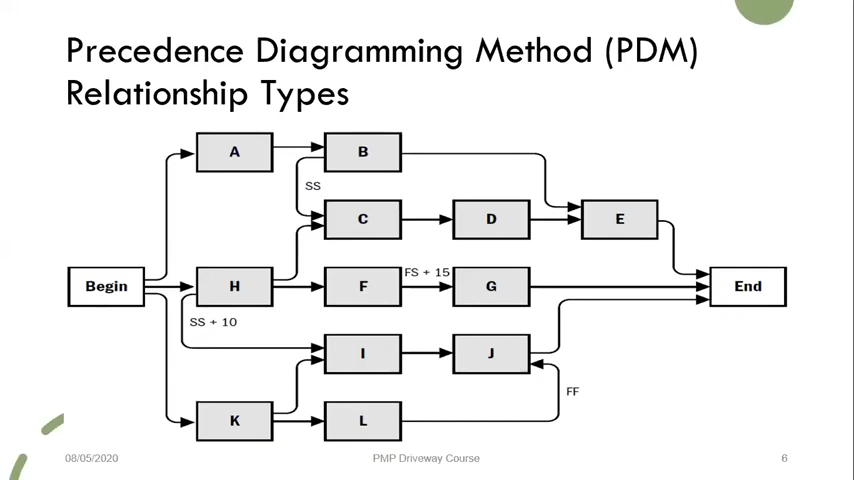 Precedence Diagramming Method (PDM)
Relationship Types
A
B
SS
C
D
E
Begin
H
F
FS + 15
G
End
SS + 10
I
J
FF
K
L
08/05/2020
PMP Driveway Course
6